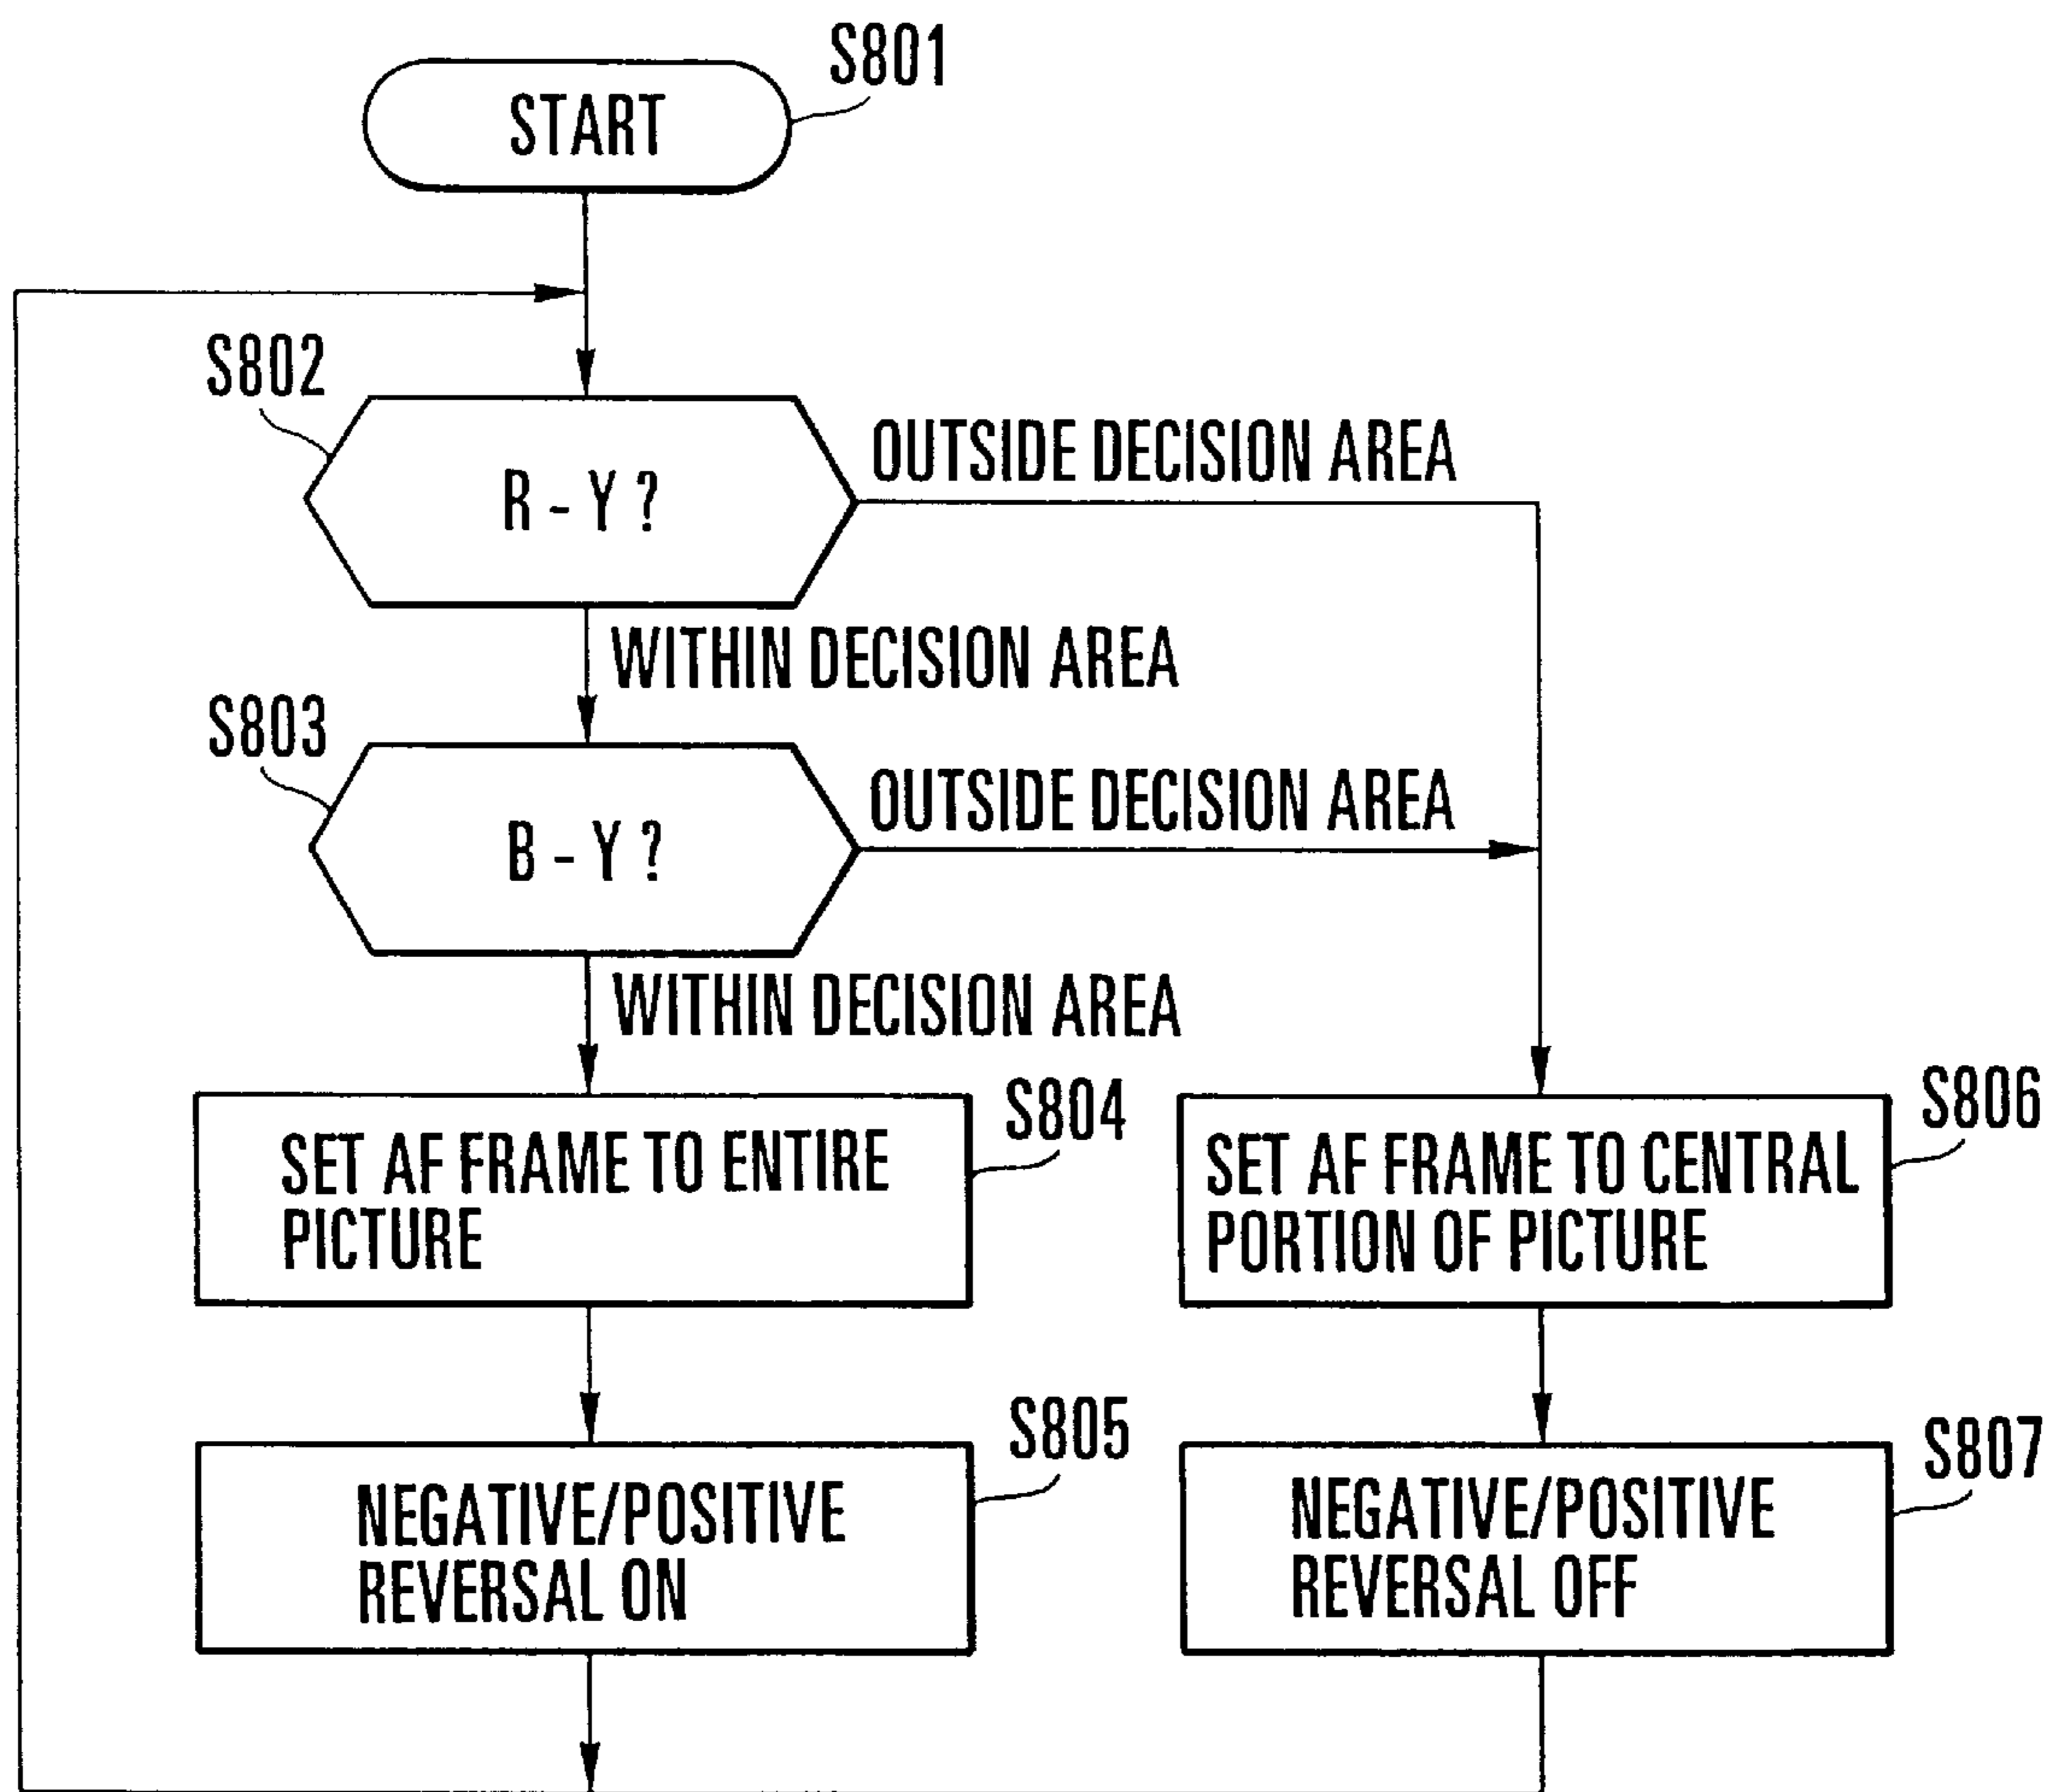 S801
START
S802
OUTSIDE DECISION AREA
R - Y ?
WITHIN DECISION AREA
S803
OUTSIDE DECISION AREA
B - Y ?
WITHIN DECISION AREA
S804
SET AF FRAME TO ENTIRE
PICTURE
S806
SET AF FRAME TO CENTRAL
PORTION OF PICTURE
S805
NEGATIVE/POSITIVE
REVERSAL ON
S807
NEGATIVE/POSITIVE
REVERSAL OFF